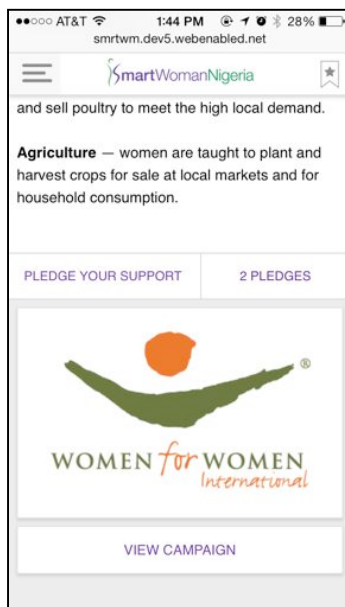 AT&T 1:44 PM 28%
smrtwm.dev5.webenabled.net
SmartWomanNigeria
and sell poultry to meet the high local demand.
Agriculture — women are taught to plant and
harvest crops for sale at local markets and for
household consumption.
PLEDGE YOUR SUPPORT 2 PLEDGES
®
WOMEN for WOMEN
International
VIEW CAMPAIGN